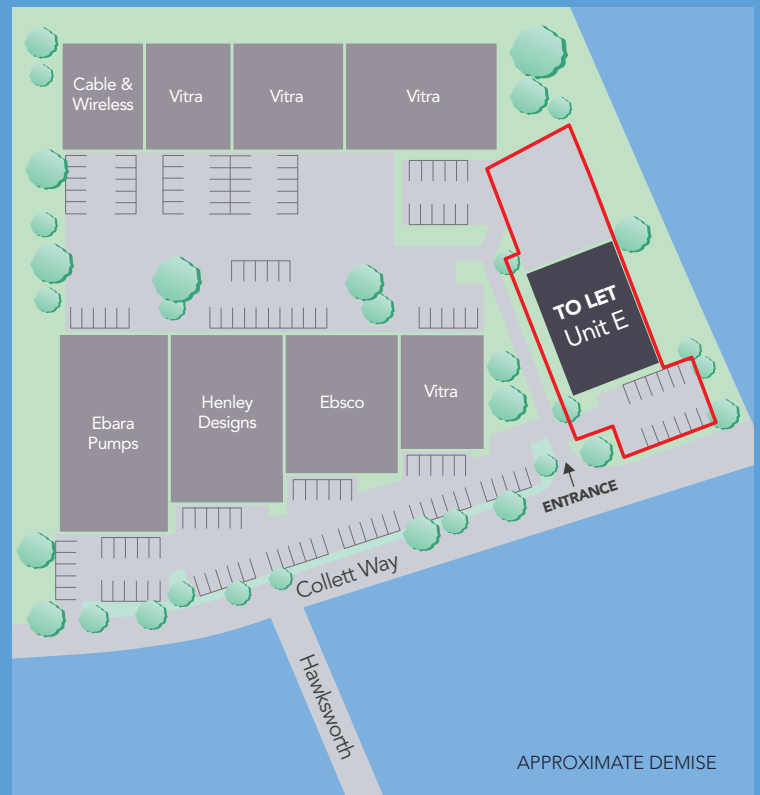 Cable &
Wireless
Vitra
Vitra
Vitra
TO LET
Unit E
Ebara
Pumps
Henley
Designs
Ebsco
Vitra
ENTRANCE
Collett Way
Hawksworth
APPROXIMATE DEMISE